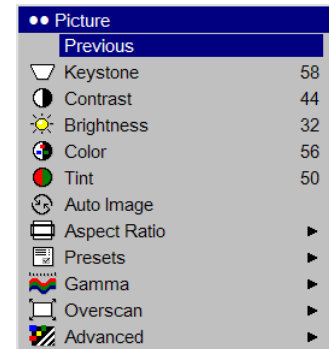 Picture
Previous
Keystone 58
Contrast 44
Brightness 32
Color 56
Tint 50
Auto Image
Aspect Ratio
Presets
Gamma
Overscan
Advanced